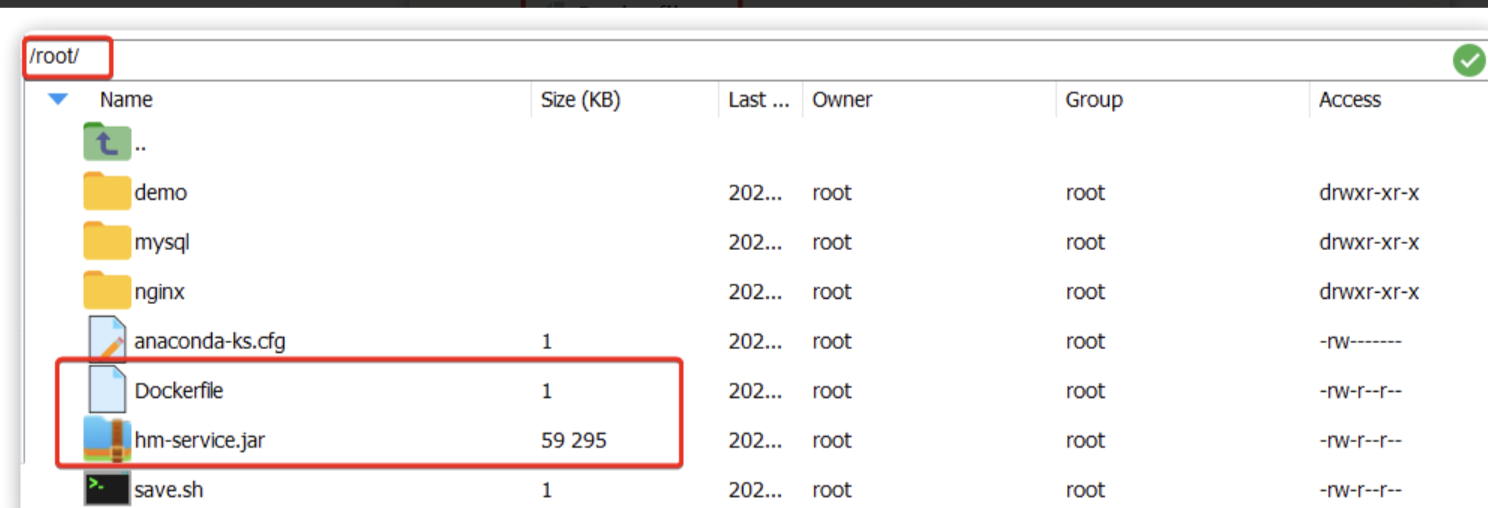 /root/
Name Size (KB) Last ... Owner Group Access
..
demo 202... root root drwxr-xr-x
mysql 202... root root drwxr-xr-x
nginx 202... root root drwxr-xr-x
anaconda-ks.cfg 1 202... root root -rw-------
Dockerfile 1 202... root root -rw-r--r--
hm-service.jar 59 295 202... root root -rw-r--r--
save.sh 1 202... root root -rw-r--r--